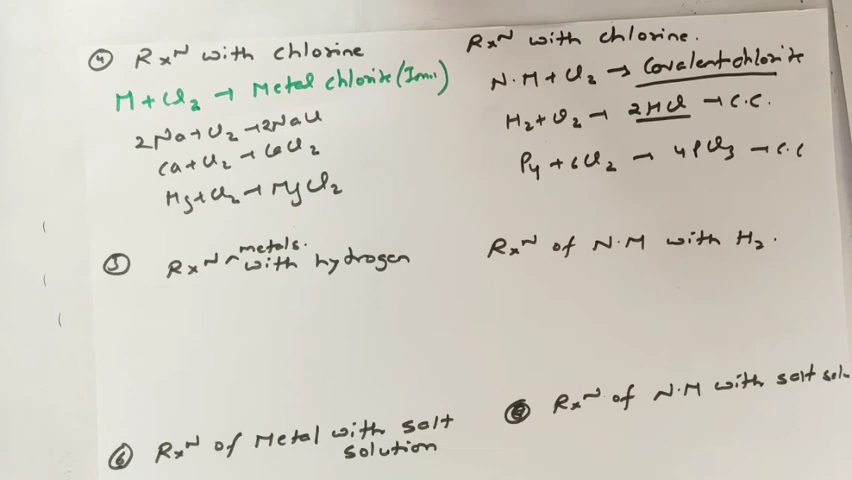 ④ RxN with chlorine
M + Cl2 → Metal chloride (Ionic)
2Na + Cl2 → 2NaCl
Ca + Cl2 → CaCl2
Mg + Cl2 → MgCl2
RxN with chlorine.
N.M + Cl2 → Covalent chloride
H2 + Cl2 → 2HCl → C.C.
P4 + 6Cl2 → 4PCl3 → C.C
⑤ RxN ^ metals. with hydrogen
RxN of N.M with H2.
⑥ RxN of Metal with salt
solution
RxN of N.M with salt solu